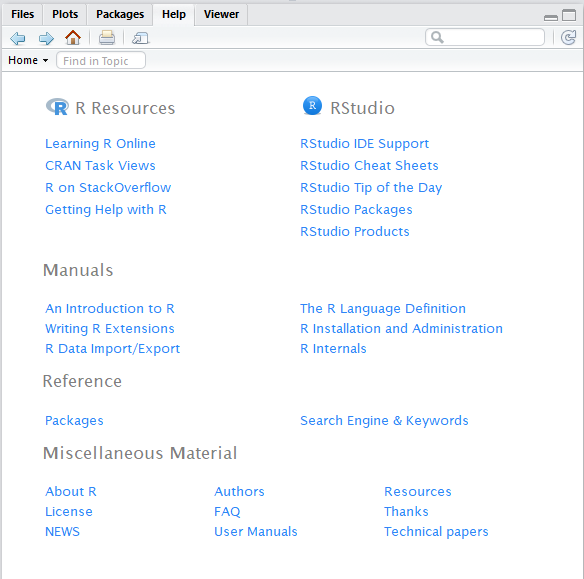 Files Plots Packages Help Viewer
Home Find in Topic
R R Resources R RStudio
Learning R Online RStudio IDE Support
CRAN Task Views RStudio Cheat Sheets
R on StackOverflow RStudio Tip of the Day
Getting Help with R RStudio Packages
RStudio Products
Manuals
An Introduction to R The R Language Definition
Writing R Extensions R Installation and Administration
R Data Import/Export R Internals
Reference
Packages Search Engine & Keywords
Miscellaneous Material
About R Authors Resources
License FAQ Thanks
NEWS User Manuals Technical papers